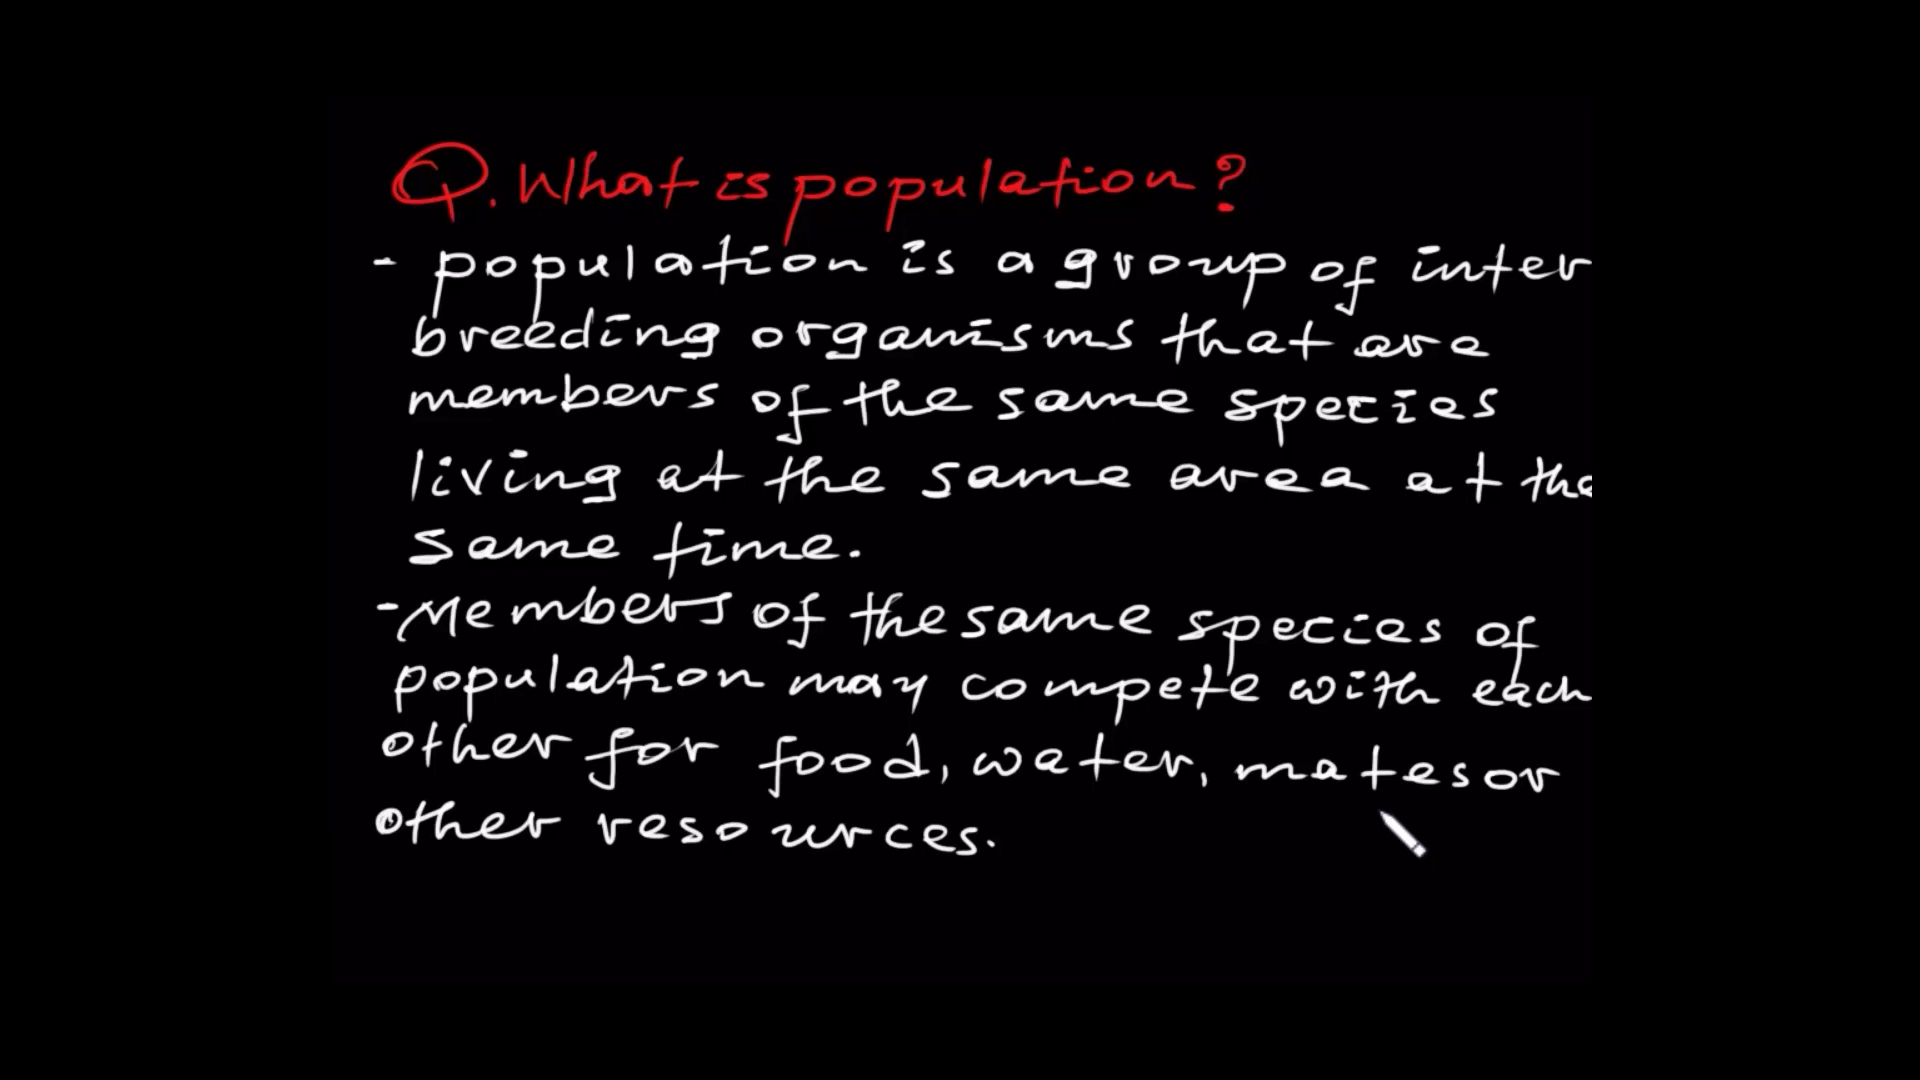 Q. What is population?
- population is a group of inter
breeding organisms that are
members of the same species
living at the same area at the
same time.
- Members of the same species of
population may compete with each
other for food, water, mates or
other resources.